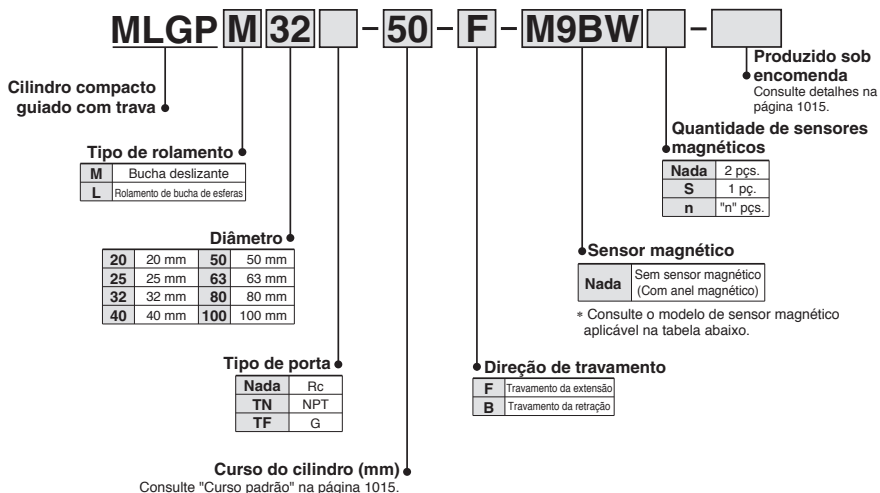 MLGP M 32 – 50 – F – M9BW –
Cilindro compacto
guiado com trava
Produzido sob
encomenda
Consulte detalhes na
página 1015.
Quantidade de sensores
magnéticos
Nada 2 pçs.
S 1 pç.
n "n" pçs.
Tipo de rolamento
M Bucha deslizante
L Rolamento de bucha de esferas
Diâmetro
20 20 mm 50 50 mm
25 25 mm 63 63 mm
32 32 mm 80 80 mm
40 40 mm 100 100 mm
Sensor magnético
Nada Sem sensor magnético
(Com anel magnético)
* Consulte o modelo de sensor magnético
aplicável na tabela abaixo.
Tipo de porta
Nada Rc
TN NPT
TF G
Direção de travamento
F Travamento da extensão
B Travamento da retração
Curso do cilindro (mm)
Consulte "Curso padrão" na página 1015.